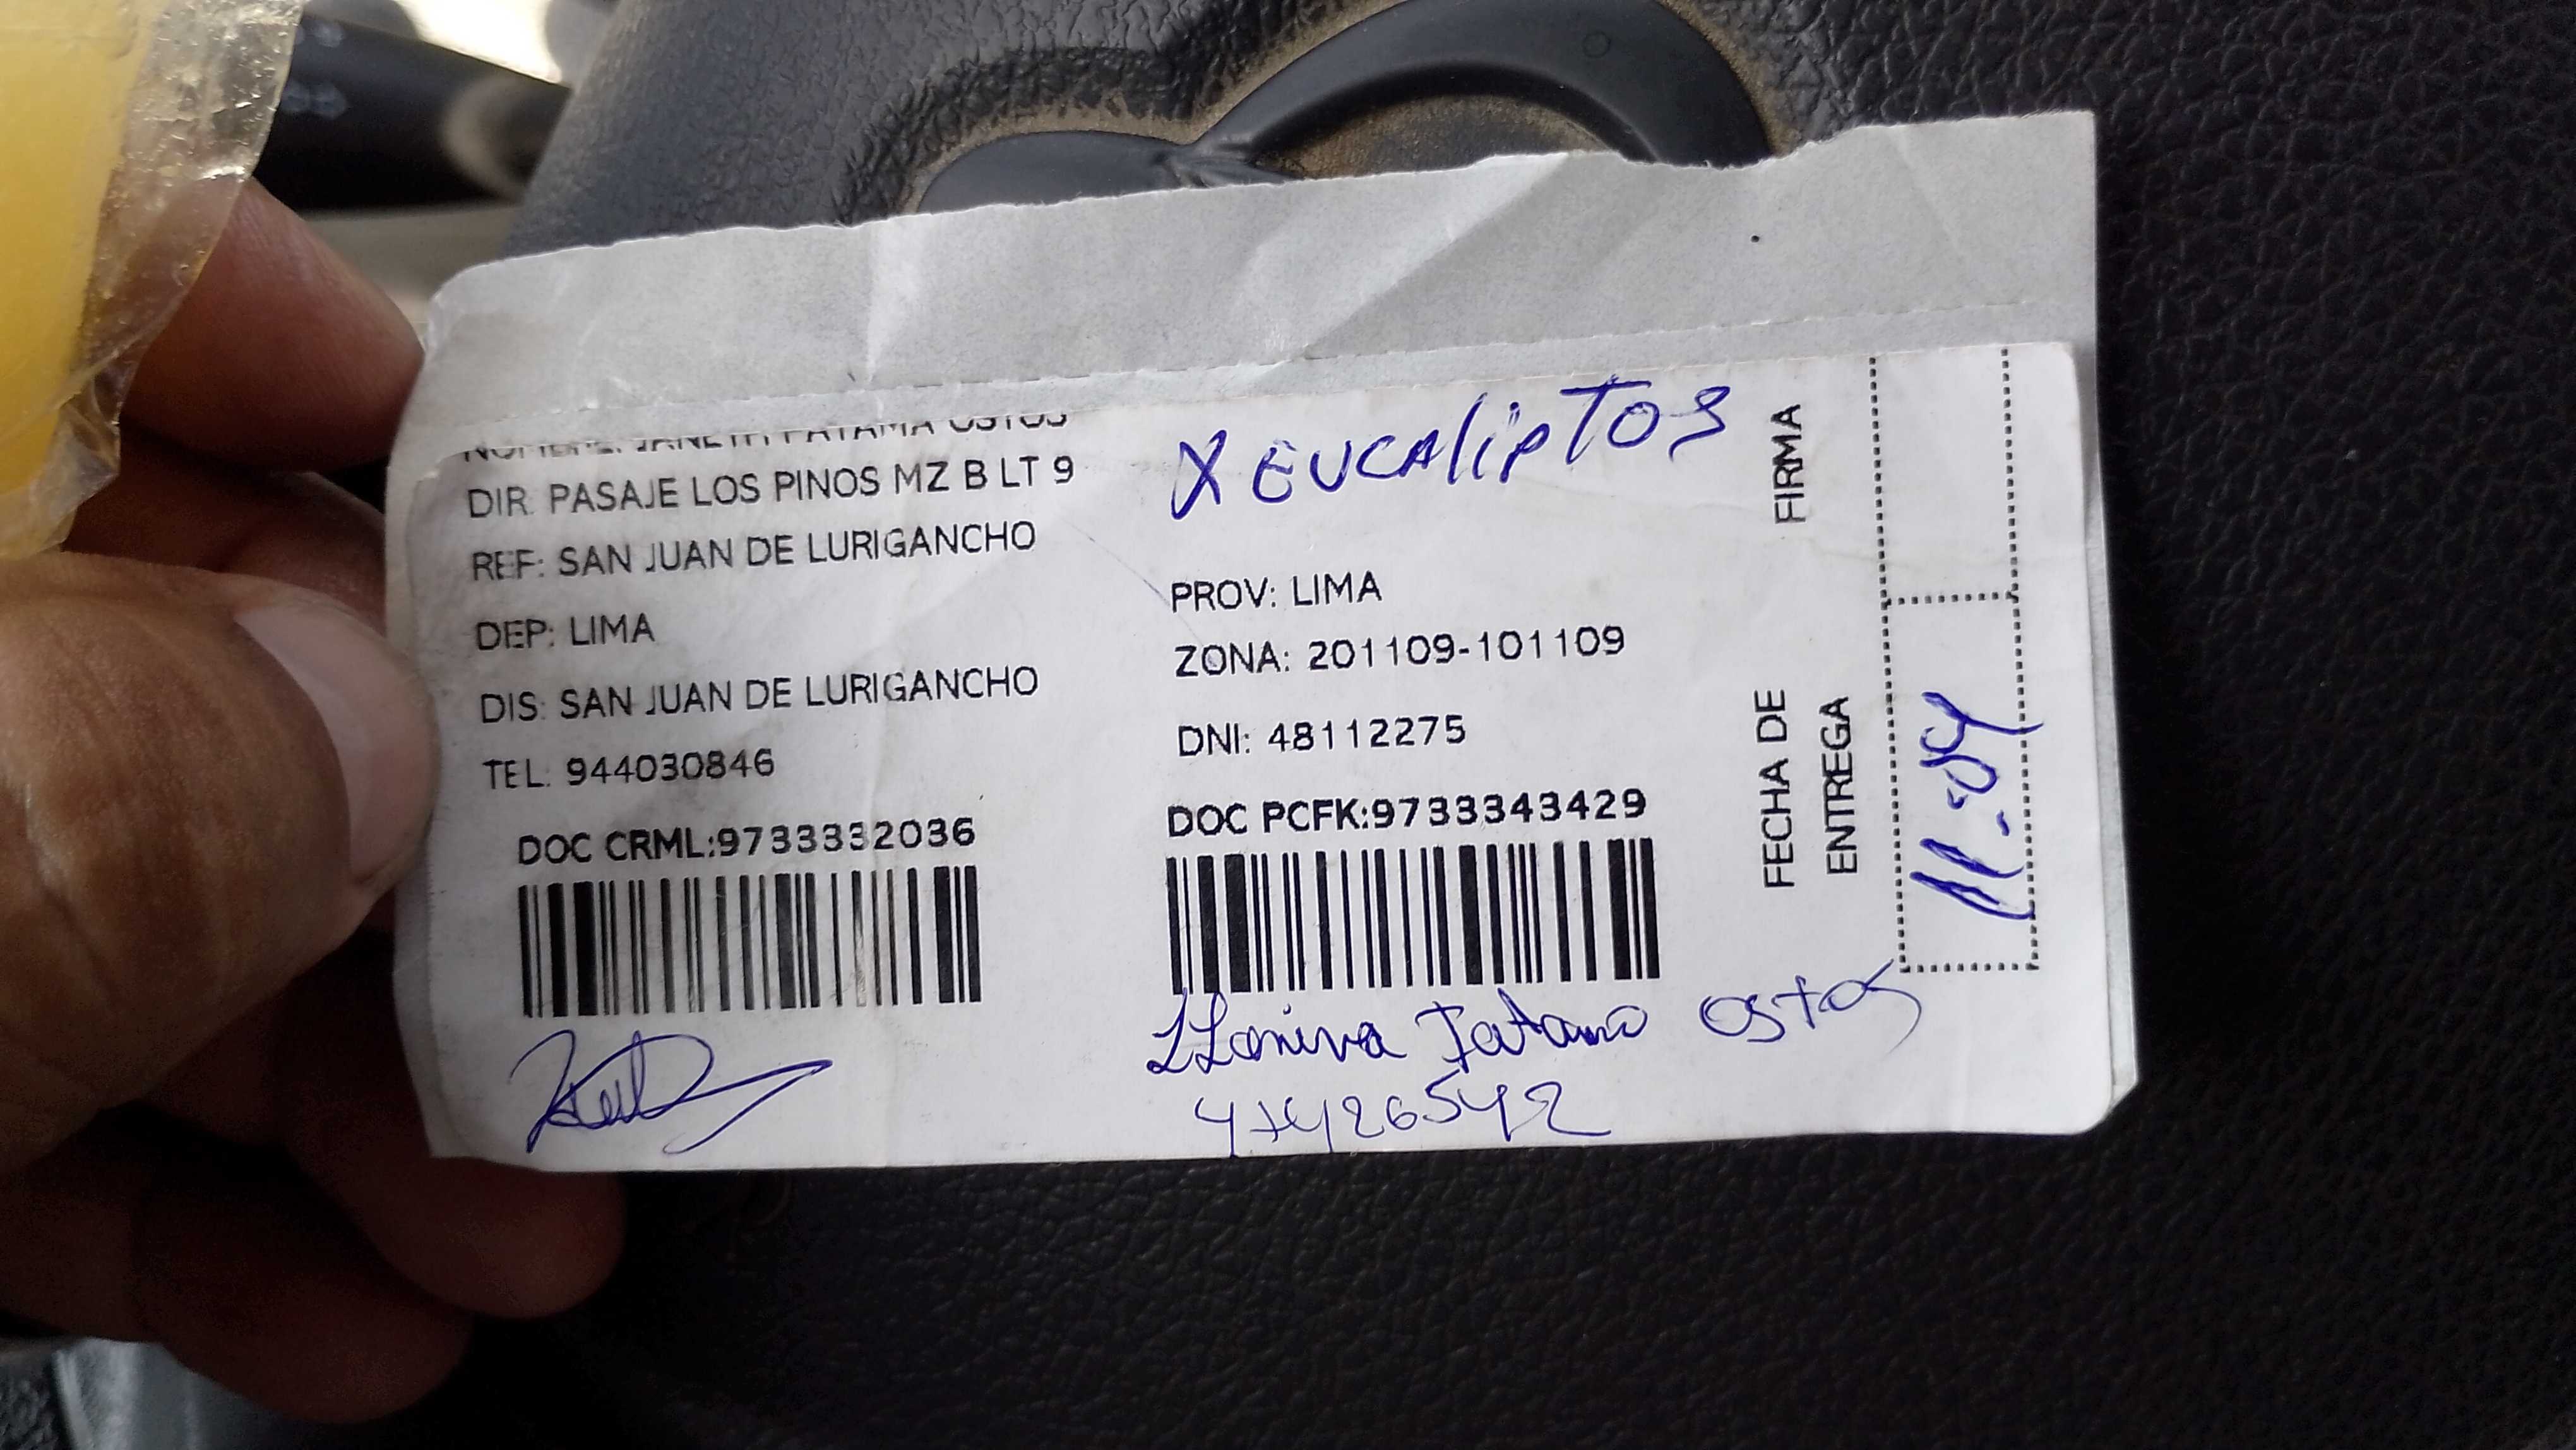 DIR. PASAJE LOS PINOS MZ B LT 9
REF: SAN JUAN DE LURIGANCHO
DEP: LIMA
DIS: SAN JUAN DE LURIGANCHO
TEL: 944030846
DOC CRML:9733332036
X EUCALIPTOS
PROV: LIMA
ZONA: 201109-101109
DNI: 48112275
DOC PCFK:9733343429
Ostos
FIRMA
FECHA DE
ENTREGA